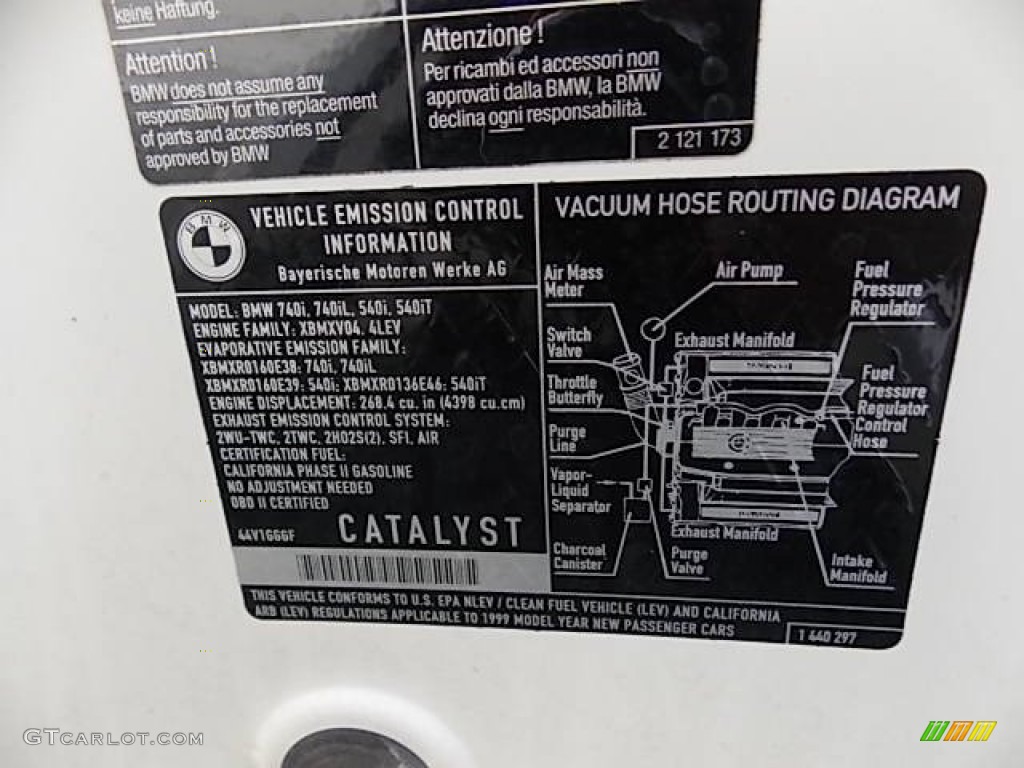 keine Haftung.
Attention !
BMW does not assume any
responsibility for the replacement
of parts and accessories not
approved by BMW
Attenzione !
Per ricambi ed accessori non
approvati dalla BMW, la BMW
declina ogni responsabilità.
2 121 173
BMW
VEHICLE EMISSION CONTROL
INFORMATION
Bayerische Motoren Werke AG
MODEL: BMW 740i, 740iL, 540i, 540iT
ENGINE FAMILY: XBMXV04. 4LEV
EVAPORATIVE EMISSION FAMILY:
XBMXR0160E38: 740i, 740iL
XBMXR0160E39: 540i; XBMXR0136E46: 540iT
ENGINE DISPLACEMENT: 268.4 cu. in (4398 cu.cm)
EXHAUST EMISSION CONTROL SYSTEM:
2WU-TWC, 2TWC, 2HO2S(2), SFI, AIR
CERTIFICATION FUEL:
CALIFORNIA PHASE II GASOLINE
NO ADJUSTMENT NEEDED
OBD II CERTIFIED
44V1GGGF
CATALYST
VACUUM HOSE ROUTING DIAGRAM
Air Mass
Meter
Air Pump
Fuel
Pressure
Regulator
Switch
Valve
Exhaust Manifold
Throttle
Butterfly
Fuel
Pressure
Regulator
Control
Hose
Purge
Line
Vapor-
Liquid
Separator
Exhaust Manifold
Charcoal
Canister
Purge
Valve
Intake
Manifold
THIS VEHICLE CONFORMS TO U.S. EPA NLEV / CLEAN FUEL VEHICLE (LEV) AND CALIFORNIA
ARB (LEV) REGULATIONS APPLICABLE TO 1999 MODEL YEAR NEW PASSENGER CARS
1 440 297
GTCARLOT.COM